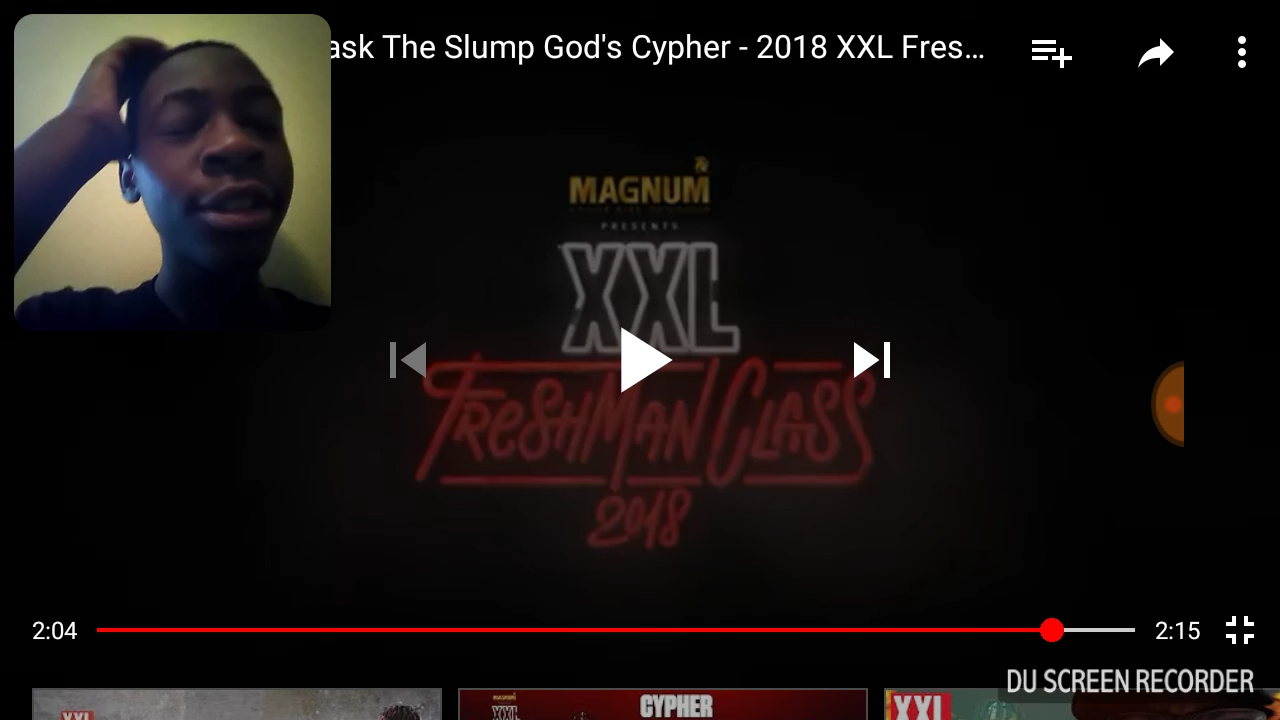 ask The Slump God's Cypher - 2018 XXL Fres...
MAGNUM
PRESENTS
XXL
FRESHMAN CLASS
2018
2:04
2:15
DU SCREEN RECORDER
XXL
XXL
CYPHER
XXL